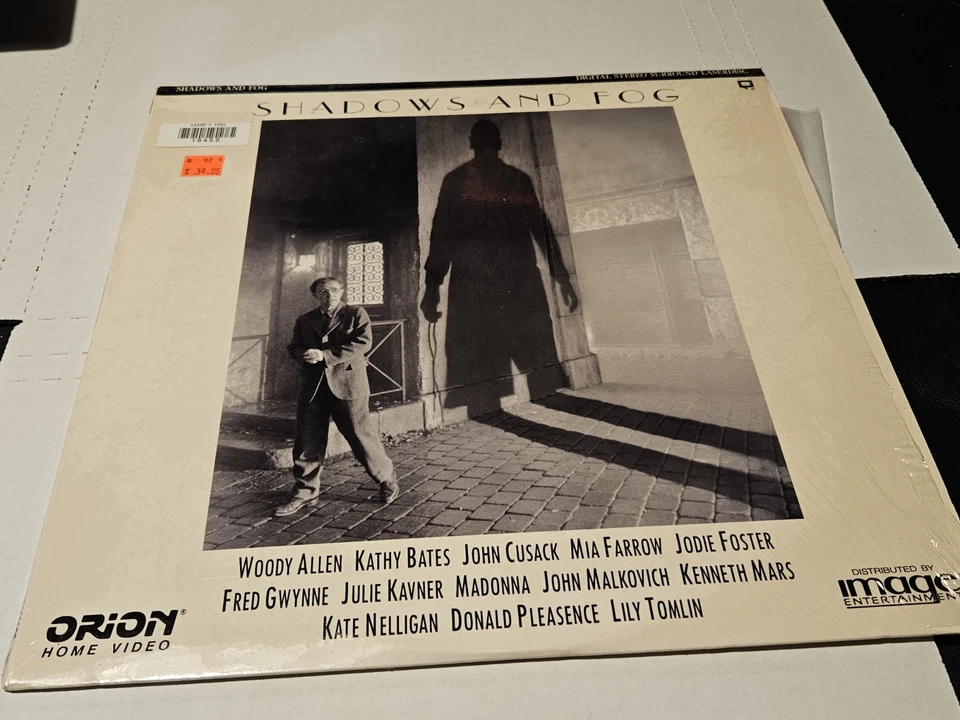 SHADOWS AND FOG
DIGITAL STEREO SURROUND LASERDISC
SHADOWS AND FOG
$ 34.95
WOODY ALLEN KATHY BATES JOHN CUSACK MIA FARROW JODIE FOSTER
FRED GWYNNE JULIE KAVNER MADONNA JOHN MALKOVICH KENNETH MARS
KATE NELLIGAN DONALD PLEASENCE LILY TOMLIN
ORION®
HOME VIDEO
DISTRIBUTED BY
image
ENTERTAINMENT